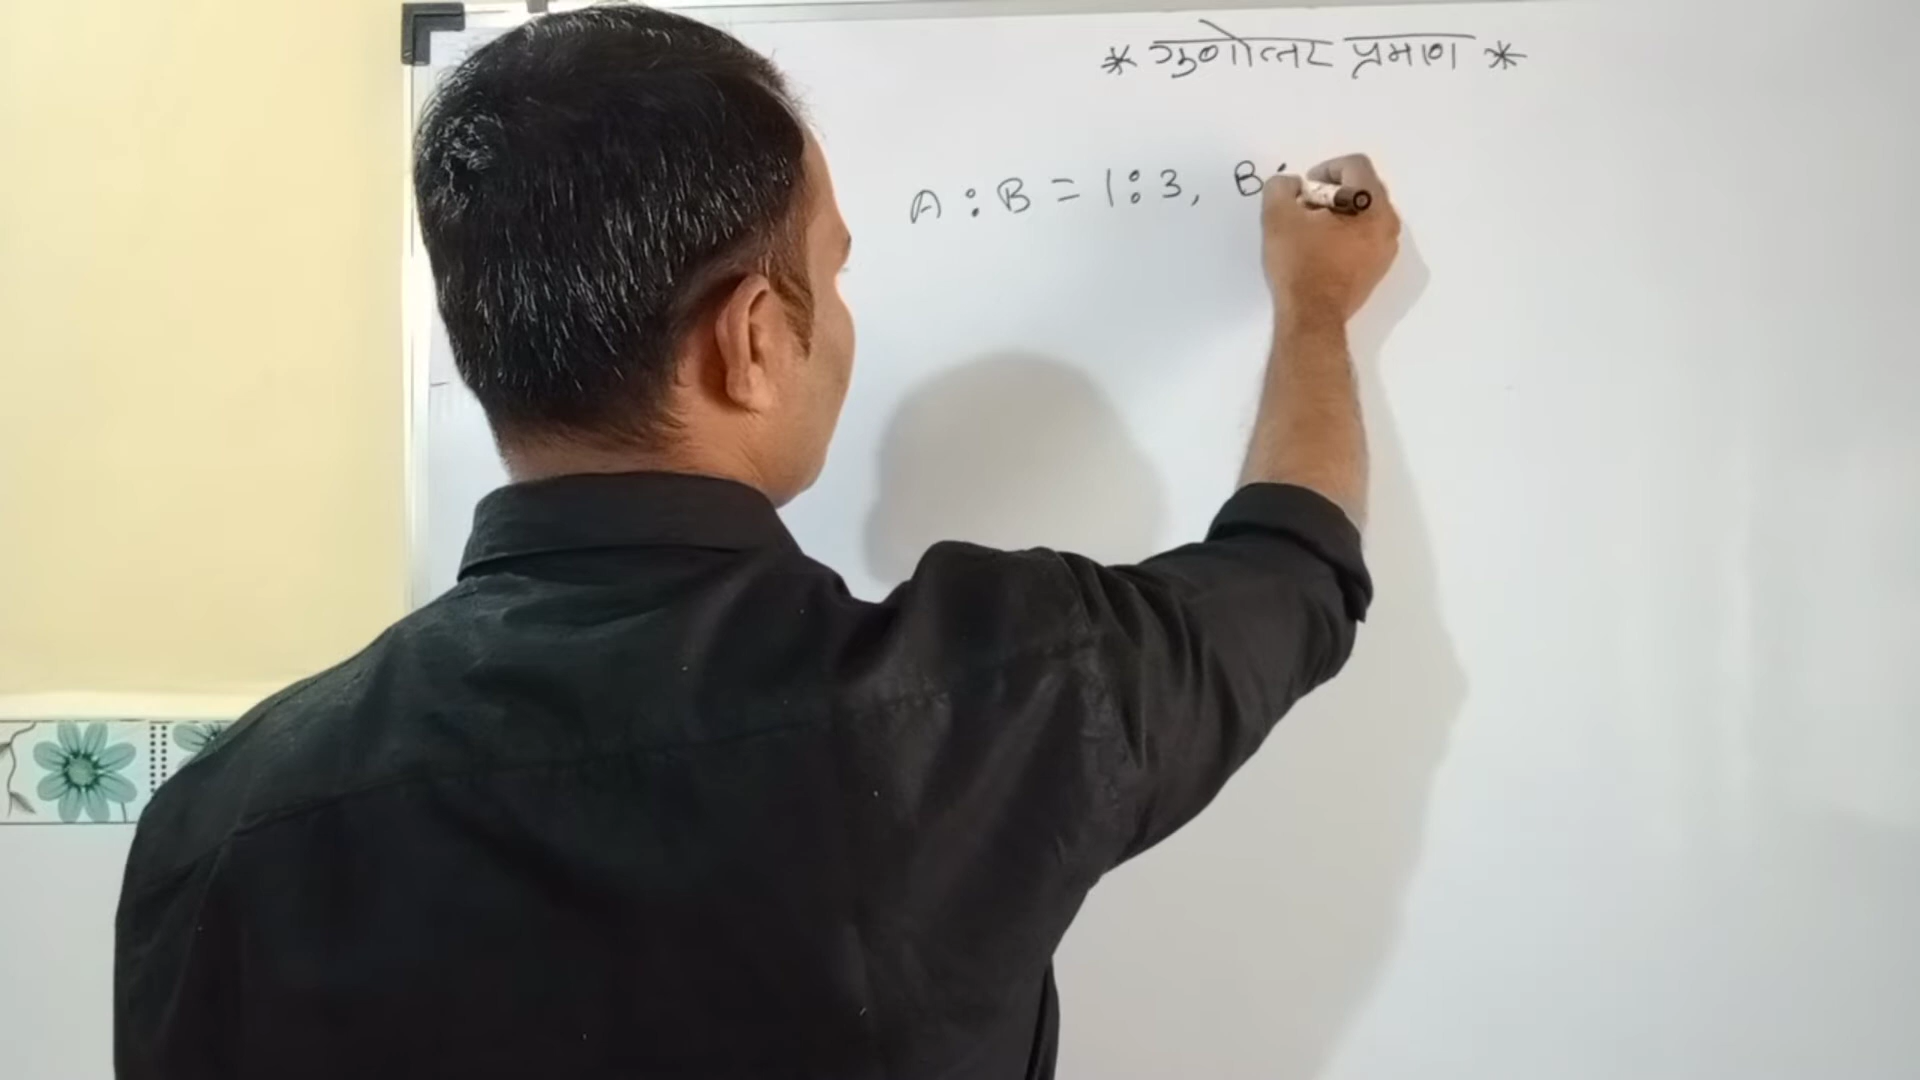 * गुणोत्तर प्रमाण *
A : B = 1 : 3, B :